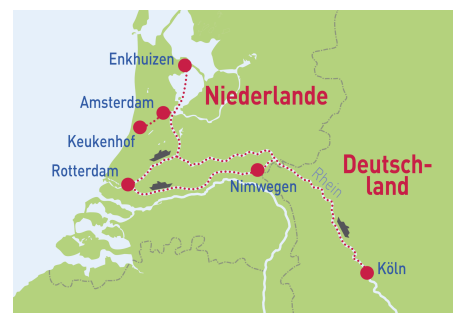 Enkhuizen
Niederlande
Amsterdam
Keukenhof
Rotterdam
Nimwegen
Rhein
Deutsch-
land
Köln